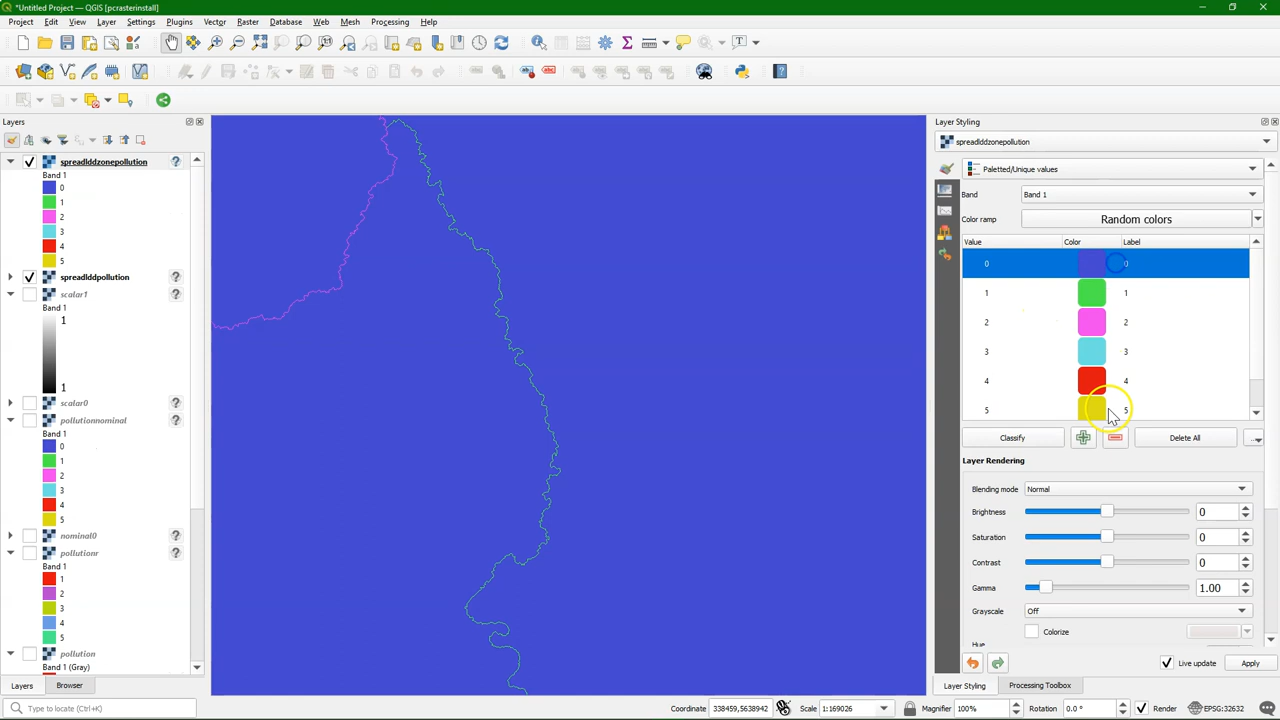 *Untitled Project — QGIS [pcrasterinstall]
Project Edit View Layer Settings Plugins Vector Raster Database Web Mesh Processing Help
Layers
spreadlddzonepollution
Band 1
0
1
2
3
4
5
spreadlddpollution
scalar1
Band 1
1
1
scalar0
pollutionnominal
Band 1
0
1
2
3
4
5
nominal0
pollutionr
Band 1
1
2
3
4
5
pollution
Band 1 (Gray)
Layers Browser
Type to locate (Ctrl+K)
Layer Styling
spreadlddzonepollution
Paletted/Unique values
Band Band 1
Color ramp Random colors
Value Color Label
0 0
1 1
2 2
3 3
4 4
5 5
Classify Delete All ...
Layer Rendering
Blending mode Normal
Brightness 0
Saturation 0
Contrast 0
Gamma 1.00
Grayscale Off
Colorize
Hue
Live update Apply
Layer Styling Processing Toolbox
Coordinate 338459,5638942 Scale 1:169026 Magnifier 100% Rotation 0.0 ° Render EPSG:32632